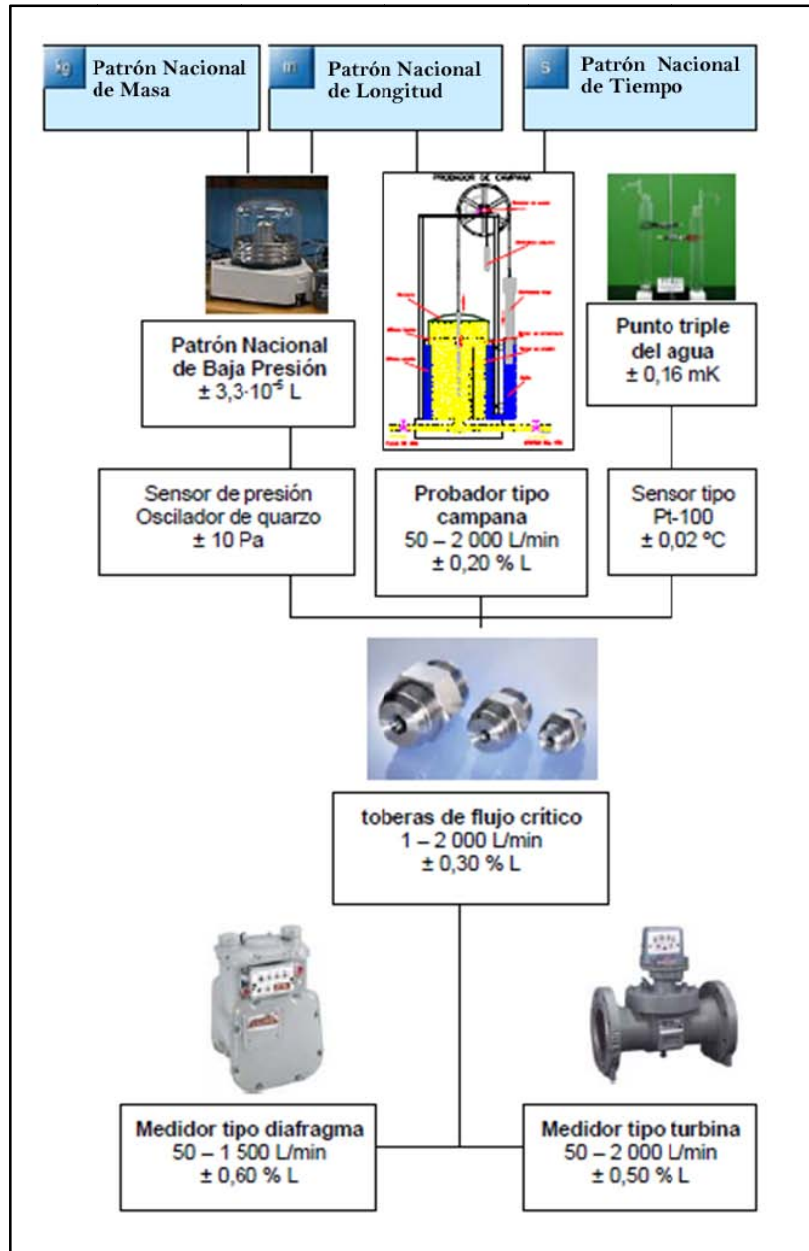 kg
Patrón Nacional
de Masa
m
Patrón Nacional
de Longitud
s
Patrón Nacional
de Tiempo
PROBADOR DE CAMPANA
Patrón Nacional
de Baja Presión
± 3,3·10⁻⁵ L
Punto triple
del agua
± 0,16 mK
Sensor de presión
Oscilador de quarzo
± 10 Pa
Probador tipo
campana
50 – 2 000 L/min
± 0,20 % L
Sensor tipo
Pt-100
± 0,02 ºC
toberas de flujo crítico
1 – 2 000 L/min
± 0,30 % L
Medidor tipo diafragma
50 – 1 500 L/min
± 0,60 % L
Medidor tipo turbina
50 – 2 000 L/min
± 0,50 % L